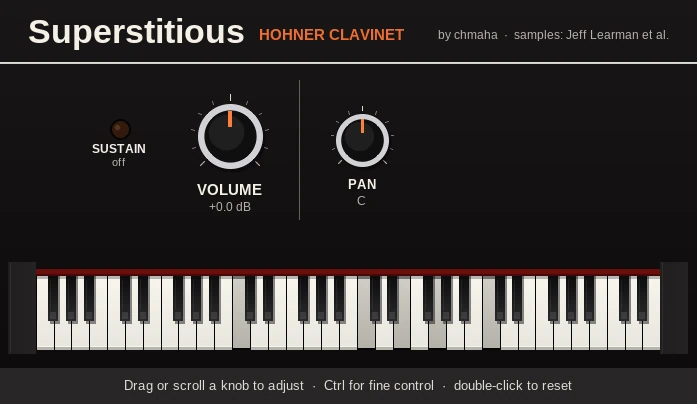 Superstitious HOHNER CLAVINET by chmaha · samples: Jeff Learman et al.
SUSTAIN
off
VOLUME
+0.0 dB
PAN
C
Drag or scroll a knob to adjust · Ctrl for fine control · double-click to reset